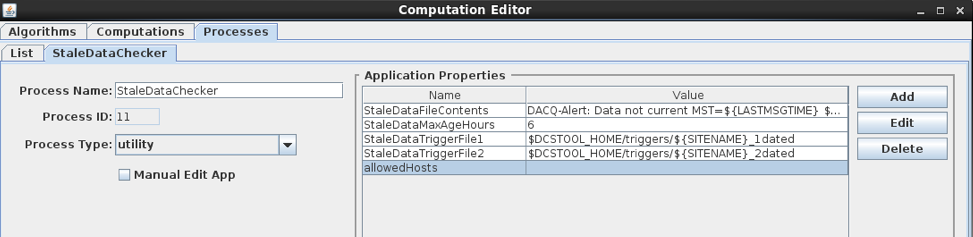 Computation Editor
Algorithms Computations Processes
List StaleDataChecker
Process Name: StaleDataChecker
Process ID: 11
Process Type: utility
Manual Edit App
Application Properties
Name Value
StaleDataFileContents DACQ-Alert: Data not current MST=${LASTMSGTIME} $...
StaleDataMaxAgeHours 6
StaleDataTriggerFile1 $DCSTOOL_HOME/triggers/${SITENAME}_1dated
StaleDataTriggerFile2 $DCSTOOL_HOME/triggers/${SITENAME}_2dated
allowedHosts
Add
Edit
Delete